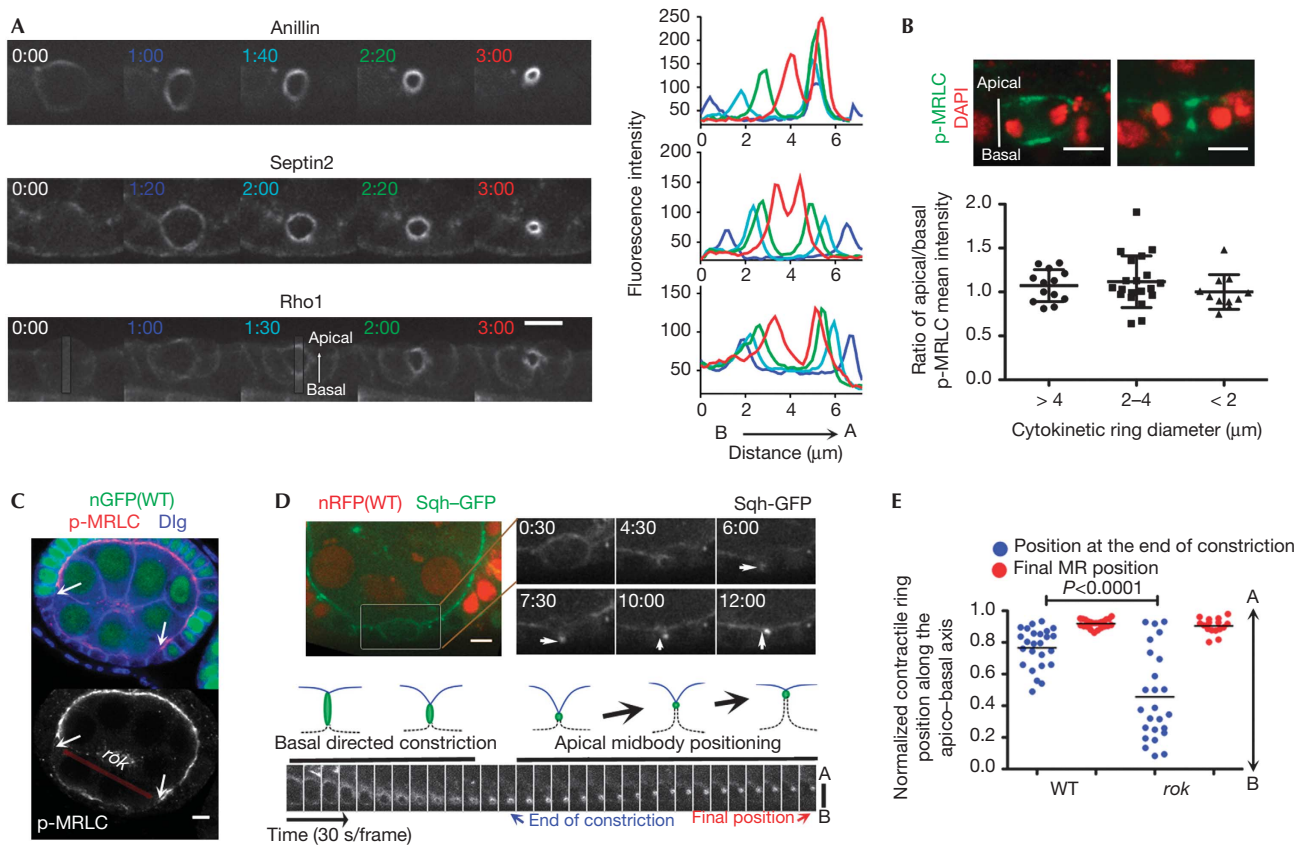 A
Anillin
0:00 1:00 1:40 2:20 3:00
Septin2
0:00 1:20 2:00 2:20 3:00
Rho1
0:00 1:00 1:30 2:00 3:00
Apical
Basal
Fluorescence intensity
250
200
150
100
50
200
150
100
50
150
100
50
0 2 4 6
0 2 4 6
0 2 4 6
B A
Distance (μm)
B
p-MRLC
DAPI
Apical
Basal
Ratio of apical/basal
p-MRLC mean intensity
2.0
1.5
1.0
0.5
0.0
> 4 2–4 < 2
Cytokinetic ring diameter (μm)
C
nGFP(WT)
p-MRLC Dlg
rok
p-MRLC
D
nRFP(WT) Sqh–GFP
Sqh-GFP
0:30 4:30 6:00
7:30 10:00 12:00
Basal directed constriction
Apical midbody positioning
A
B
Time (30 s/frame)
End of constriction
Final position
E
Position at the end of constriction
Final MR position
P<0.0001
Normalized contractile ring
position along the
apico–basal axis
1.0
0.8
0.6
0.4
0.2
0.0
WT rok
A
B